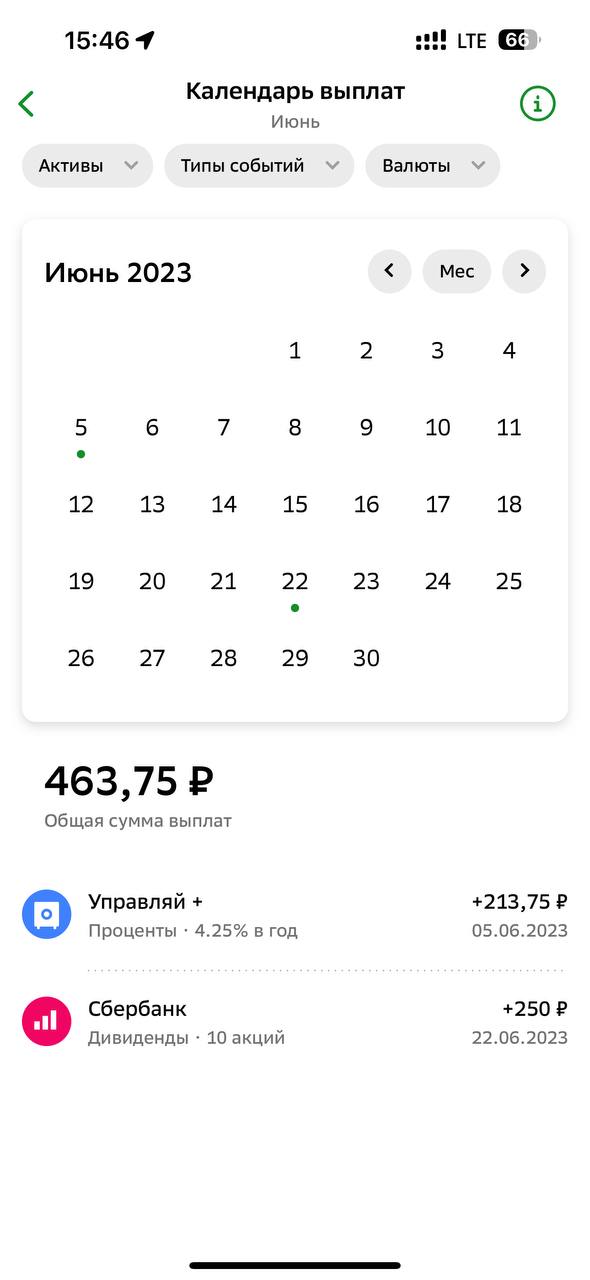 15:46 LTE 66
Календарь выплат
Июнь
Активы Типы событий Валюты
Июнь 2023 Мес
1 2 3 4
5 6 7 8 9 10 11
12 13 14 15 16 17 18
19 20 21 22 23 24 25
26 27 28 29 30
463,75 ₽
Общая сумма выплат
Управляй + +213,75 ₽
Проценты · 4.25% в год 05.06.2023
Сбербанк +250 ₽
Дивиденды · 10 акций 22.06.2023